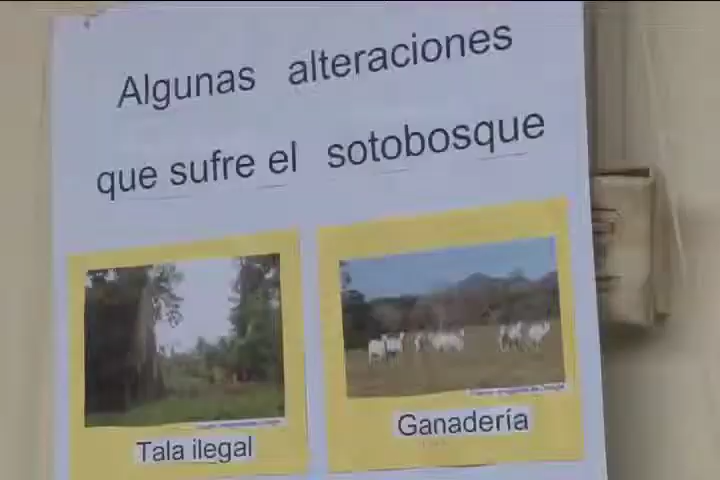 Algunas alteraciones
que sufre el sotobosque
Tala ilegal
Ganadería